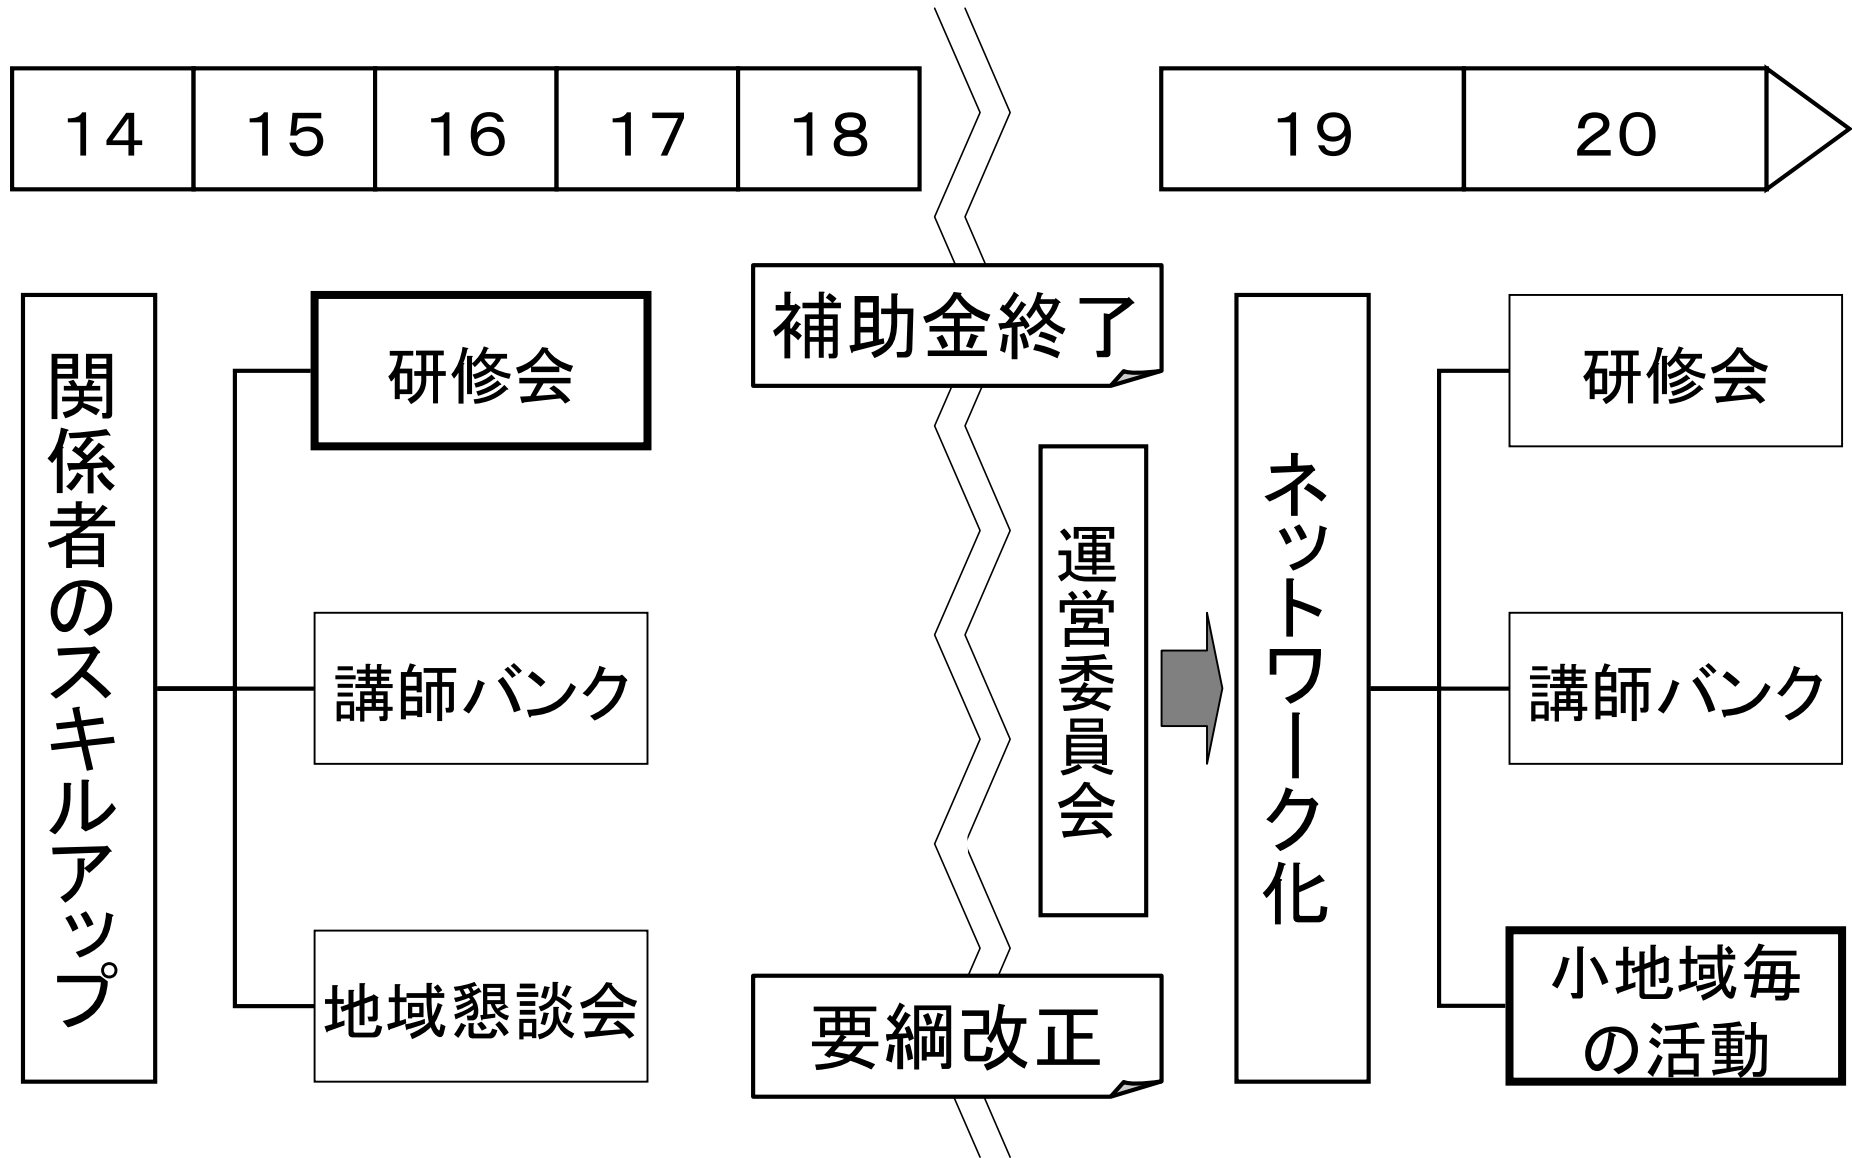 14
15
16
17
18
19
20
関係者のスキルアップ
研修会
講師バンク
地域懇談会
補助金終了
要綱改正
運営委員会
ネットワーク化
研修会
講師バンク
小地域毎
の活動